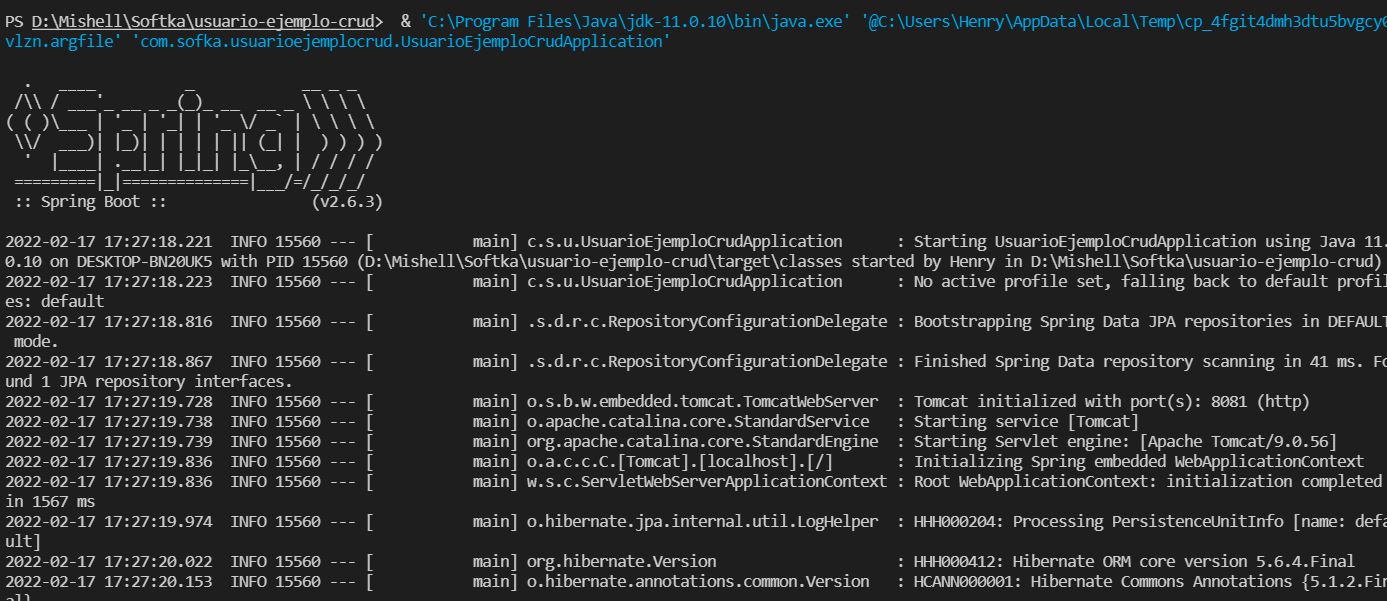 PS D:\Mishell\Softka\usuario-ejemplo-crud>  & 'C:\Program Files\Java\jdk-11.0.10\bin\java.exe' '@C:\Users\Henry\AppData\Local\Temp\cp_4fgit4dmh3dtu5bvgcy0
vlzn.argfile' 'com.sofka.usuarioejemplocrud.UsuarioEjemploCrudApplication'
  .   ____          _            __ _ _
 /\\ / ___'_ __ _ _(_)_ __  __ _ \ \ \ \
( ( )\___ | '_ | '_| | '_ \/ _` | \ \ \ \
 \\/  ___)| |_)| | | | | || (_| |  ) ) ) )
  '  |____| .__|_| |_|_| |_\__, | / / / /
 =========|_|==============|___/=/_/_/_/
 :: Spring Boot ::                (v2.6.3)
2022-02-17 17:27:18.221  INFO 15560 --- [           main] c.s.u.UsuarioEjemploCrudApplication      : Starting UsuarioEjemploCrudApplication using Java 11.
0.10 on DESKTOP-BN20UK5 with PID 15560 (D:\Mishell\Softka\usuario-ejemplo-crud\target\classes started by Henry in D:\Mishell\Softka\usuario-ejemplo-crud)
2022-02-17 17:27:18.223  INFO 15560 --- [           main] c.s.u.UsuarioEjemploCrudApplication      : No active profile set, falling back to default profil
es: default
2022-02-17 17:27:18.816  INFO 15560 --- [           main] .s.d.r.c.RepositoryConfigurationDelegate : Bootstrapping Spring Data JPA repositories in DEFAULT
 mode.
2022-02-17 17:27:18.867  INFO 15560 --- [           main] .s.d.r.c.RepositoryConfigurationDelegate : Finished Spring Data repository scanning in 41 ms. Fo
und 1 JPA repository interfaces.
2022-02-17 17:27:19.728  INFO 15560 --- [           main] o.s.b.w.embedded.tomcat.TomcatWebServer  : Tomcat initialized with port(s): 8081 (http)
2022-02-17 17:27:19.738  INFO 15560 --- [           main] o.apache.catalina.core.StandardService   : Starting service [Tomcat]
2022-02-17 17:27:19.739  INFO 15560 --- [           main] org.apache.catalina.core.StandardEngine  : Starting Servlet engine: [Apache Tomcat/9.0.56]
2022-02-17 17:27:19.836  INFO 15560 --- [           main] o.a.c.c.C.[Tomcat].[localhost].[/]       : Initializing Spring embedded WebApplicationContext
2022-02-17 17:27:19.836  INFO 15560 --- [           main] w.s.c.ServletWebServerApplicationContext : Root WebApplicationContext: initialization completed
in 1567 ms
2022-02-17 17:27:19.974  INFO 15560 --- [           main] o.hibernate.jpa.internal.util.LogHelper  : HHH000204: Processing PersistenceUnitInfo [name: defa
ult]
2022-02-17 17:27:20.022  INFO 15560 --- [           main] org.hibernate.Version                    : HHH000412: Hibernate ORM core version 5.6.4.Final
2022-02-17 17:27:20.153  INFO 15560 --- [           main] o.hibernate.annotations.common.Version   : HCANN000001: Hibernate Commons Annotations {5.1.2.Fin
al}